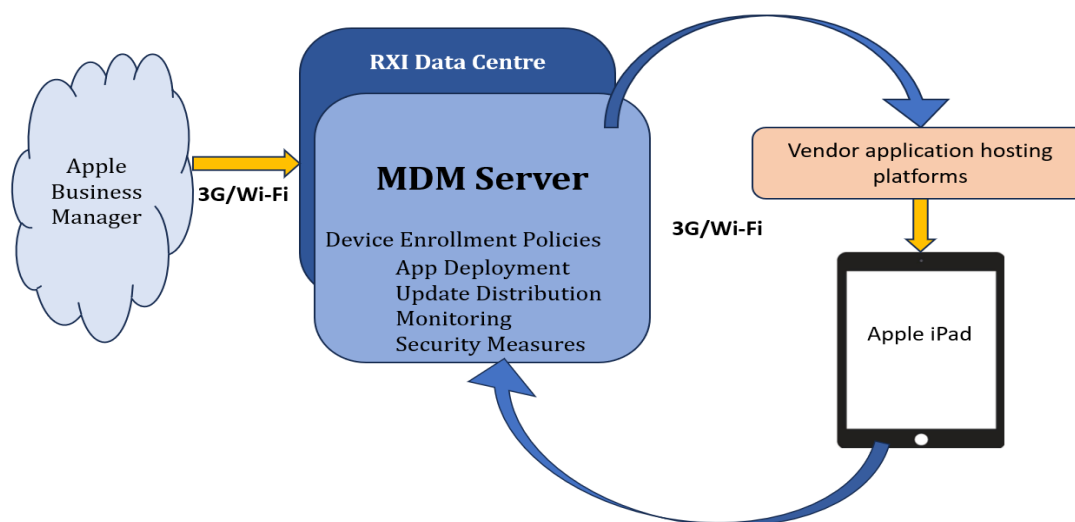 Apple
Business
Manager
3G/Wi-Fi
RXI Data Centre
MDM Server
Device Enrollment Policies
App Deployment
Update Distribution
Monitoring
Security Measures
3G/Wi-Fi
Vendor application hosting
platforms
Apple iPad